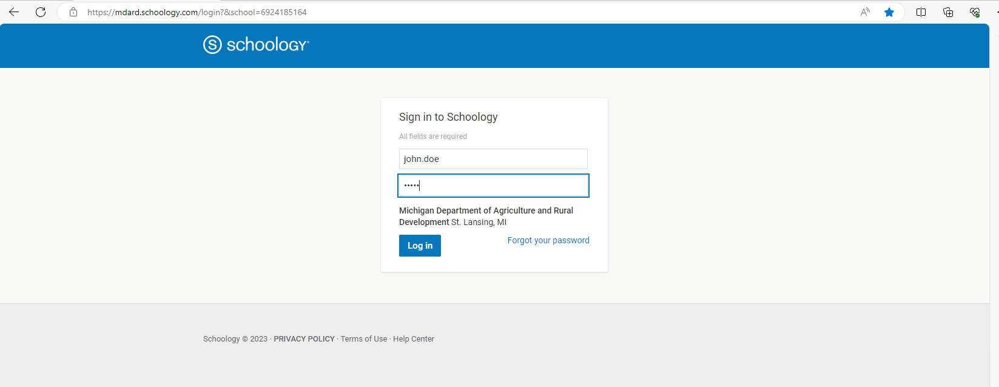 https://mdard.schoology.com/login?&school=6924185164
S schoology
Sign in to Schoology
All fields are required
john.doe
•••••
Michigan Department of Agriculture and Rural
Development St. Lansing, MI
Log in
Forgot your password
Schoology © 2023 · PRIVACY POLICY · Terms of Use · Help Center